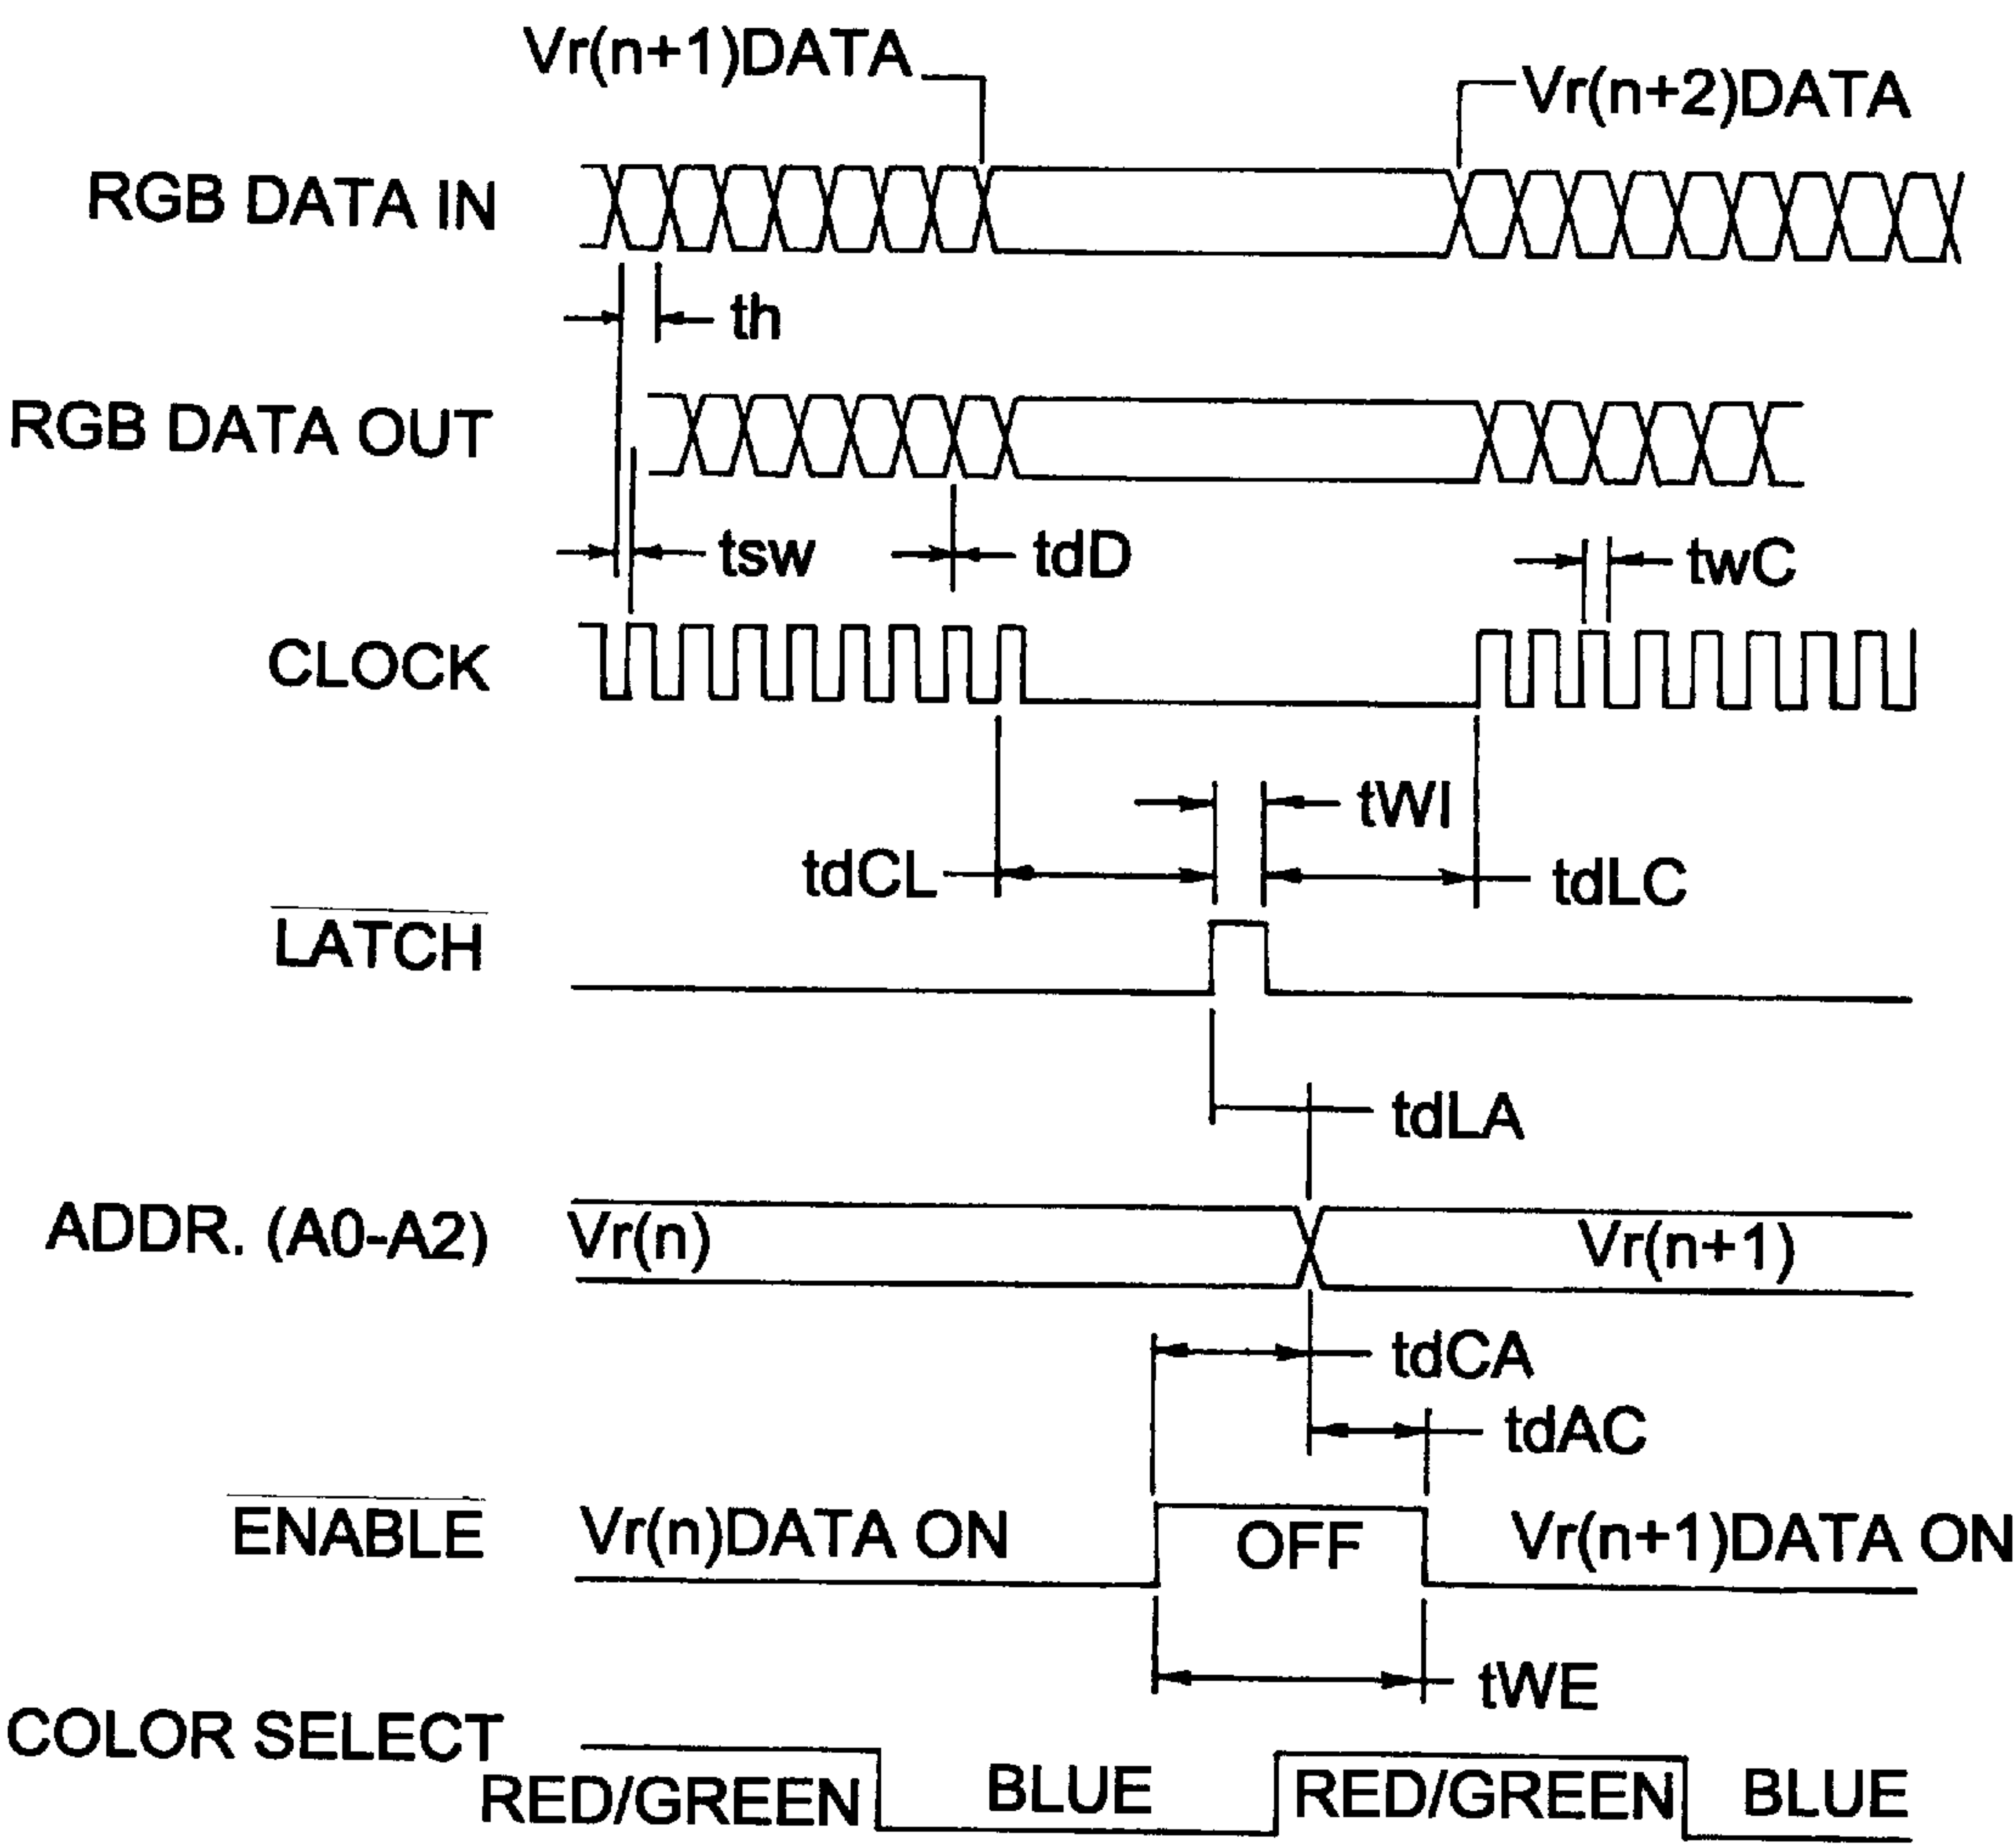 Vr(n+1)DATA
Vr(n+2)DATA
RGB DATA IN
th
RGB DATA OUT
tsw
tdD
twC
CLOCK
tWI
tdCL
tdLC
LATCH
tdLA
ADDR. (A0-A2)
Vr(n)
Vr(n+1)
tdCA
tdAC
ENABLE
Vr(n)DATA ON
OFF
Vr(n+1)DATA ON
tWE
COLOR SELECT
RED/GREEN
BLUE
RED/GREEN
BLUE